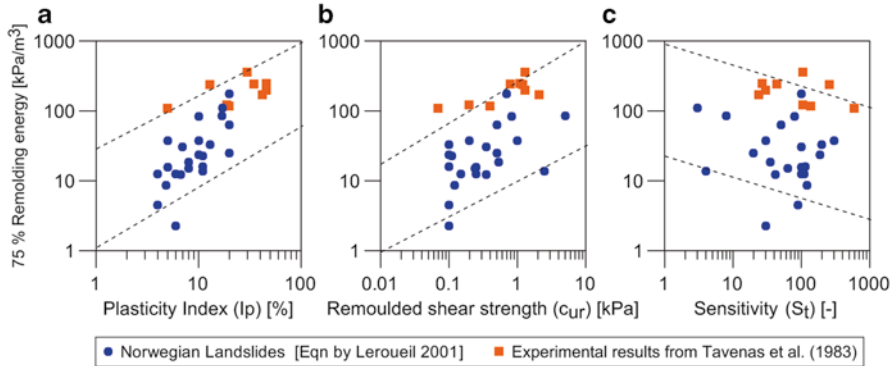 a
b
c
75 % Remolding energy [kPa/m³]
1000
100
10
1
1000
100
10
1
1000
100
10
1
1 10 100
0.01 0.1 1 10
1 10 100 1000
Plasticity Index (Ip) [%]
Remoulded shear strength (cur) [kPa]
Sensitivity (St) [-]
Norwegian Landslides [Eqn by Leroueil 2001]
Experimental results from Tavenas et al. (1983)